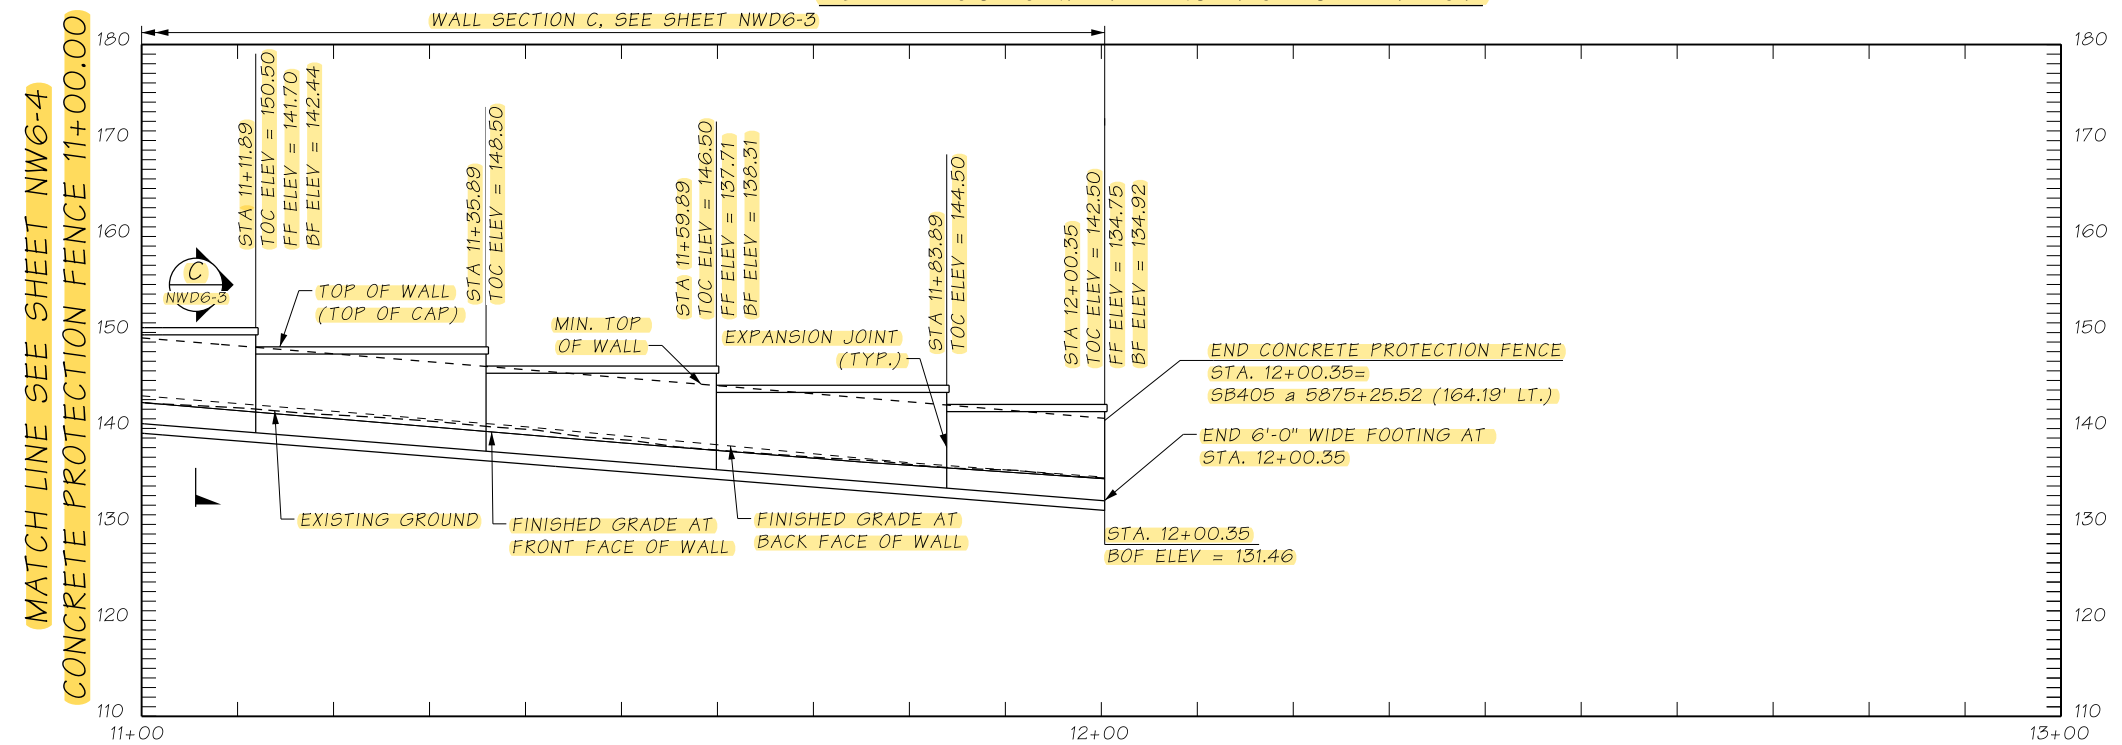 WALL SECTION C, SEE SHEET NWD6-3
MATCH LINE SEE SHEET NW6-4
CONCRETE PROTECTION FENCE 11+00.00
180
170
160
150
140
130
120
110
STA 11+11.89
TOC ELEV = 150.50
FF ELEV = 141.70
BF ELEV = 142.44
STA 11+35.89
TOC ELEV = 148.50
STA 11+59.89
TOC ELEV = 146.50
FF ELEV = 137.71
BF ELEV = 138.31
STA 11+83.89
TOC ELEV = 144.50
STA 12+00.35
TOC ELEV = 142.50
FF ELEV = 134.75
BF ELEV = 134.92
C
NWD6-3
TOP OF WALL
(TOP OF CAP)
MIN. TOP
OF WALL
EXPANSION JOINT
(TYP.)
END CONCRETE PROTECTION FENCE
STA. 12+00.35=
SB405 a 5875+25.52 (164.19' LT.)
END 6'-0" WIDE FOOTING AT
STA. 12+00.35
EXISTING GROUND
FINISHED GRADE AT
FRONT FACE OF WALL
FINISHED GRADE AT
BACK FACE OF WALL
STA. 12+00.35
BOF ELEV = 131.46
180
170
160
150
140
130
120
110
11+00
12+00
13+00